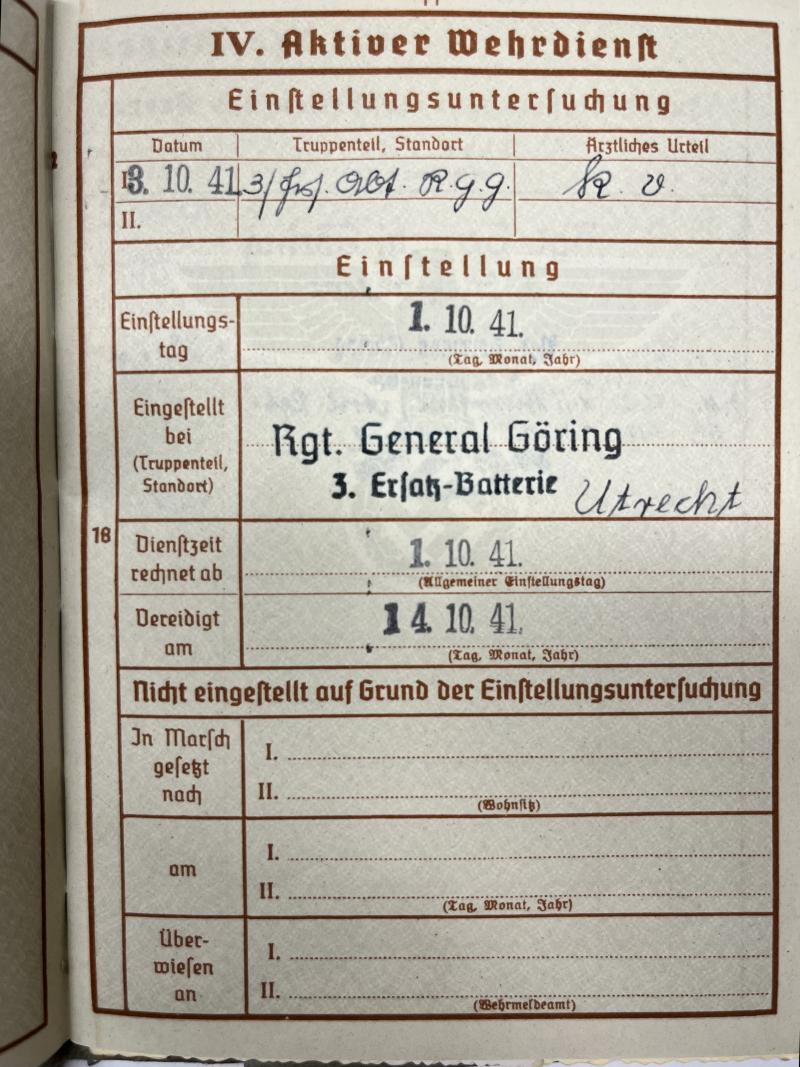 IV. Aktiver Wehrdienst
Einstellungsuntersuchung
Datum Truppenteil, Standort Ärztliches Urteil
I. 3. 10. 41. 3/Ers. Abt. R.G.G. k. v.
II.
Einstellung
Einstellungs-
tag
1. 10. 41.
(Tag, Monat, Jahr)
Eingestellt
bei
(Truppenteil,
Standort)
Rgt. General Göring
3. Ersatz-Batterie Utrecht
18
Dienstzeit
rechnet ab
1. 10. 41.
(Allgemeiner Einstellungstag)
Vereidigt
am
14. 10. 41.
(Tag, Monat, Jahr)
Nicht eingestellt auf Grund der Einstellungsuntersuchung
In Marsch
gesetzt
nach
I.
II.
(Wohnsitz)
am
I.
II.
(Tag, Monat, Jahr)
Über-
wiesen
an
I.
II.
(Wehrmeldeamt)